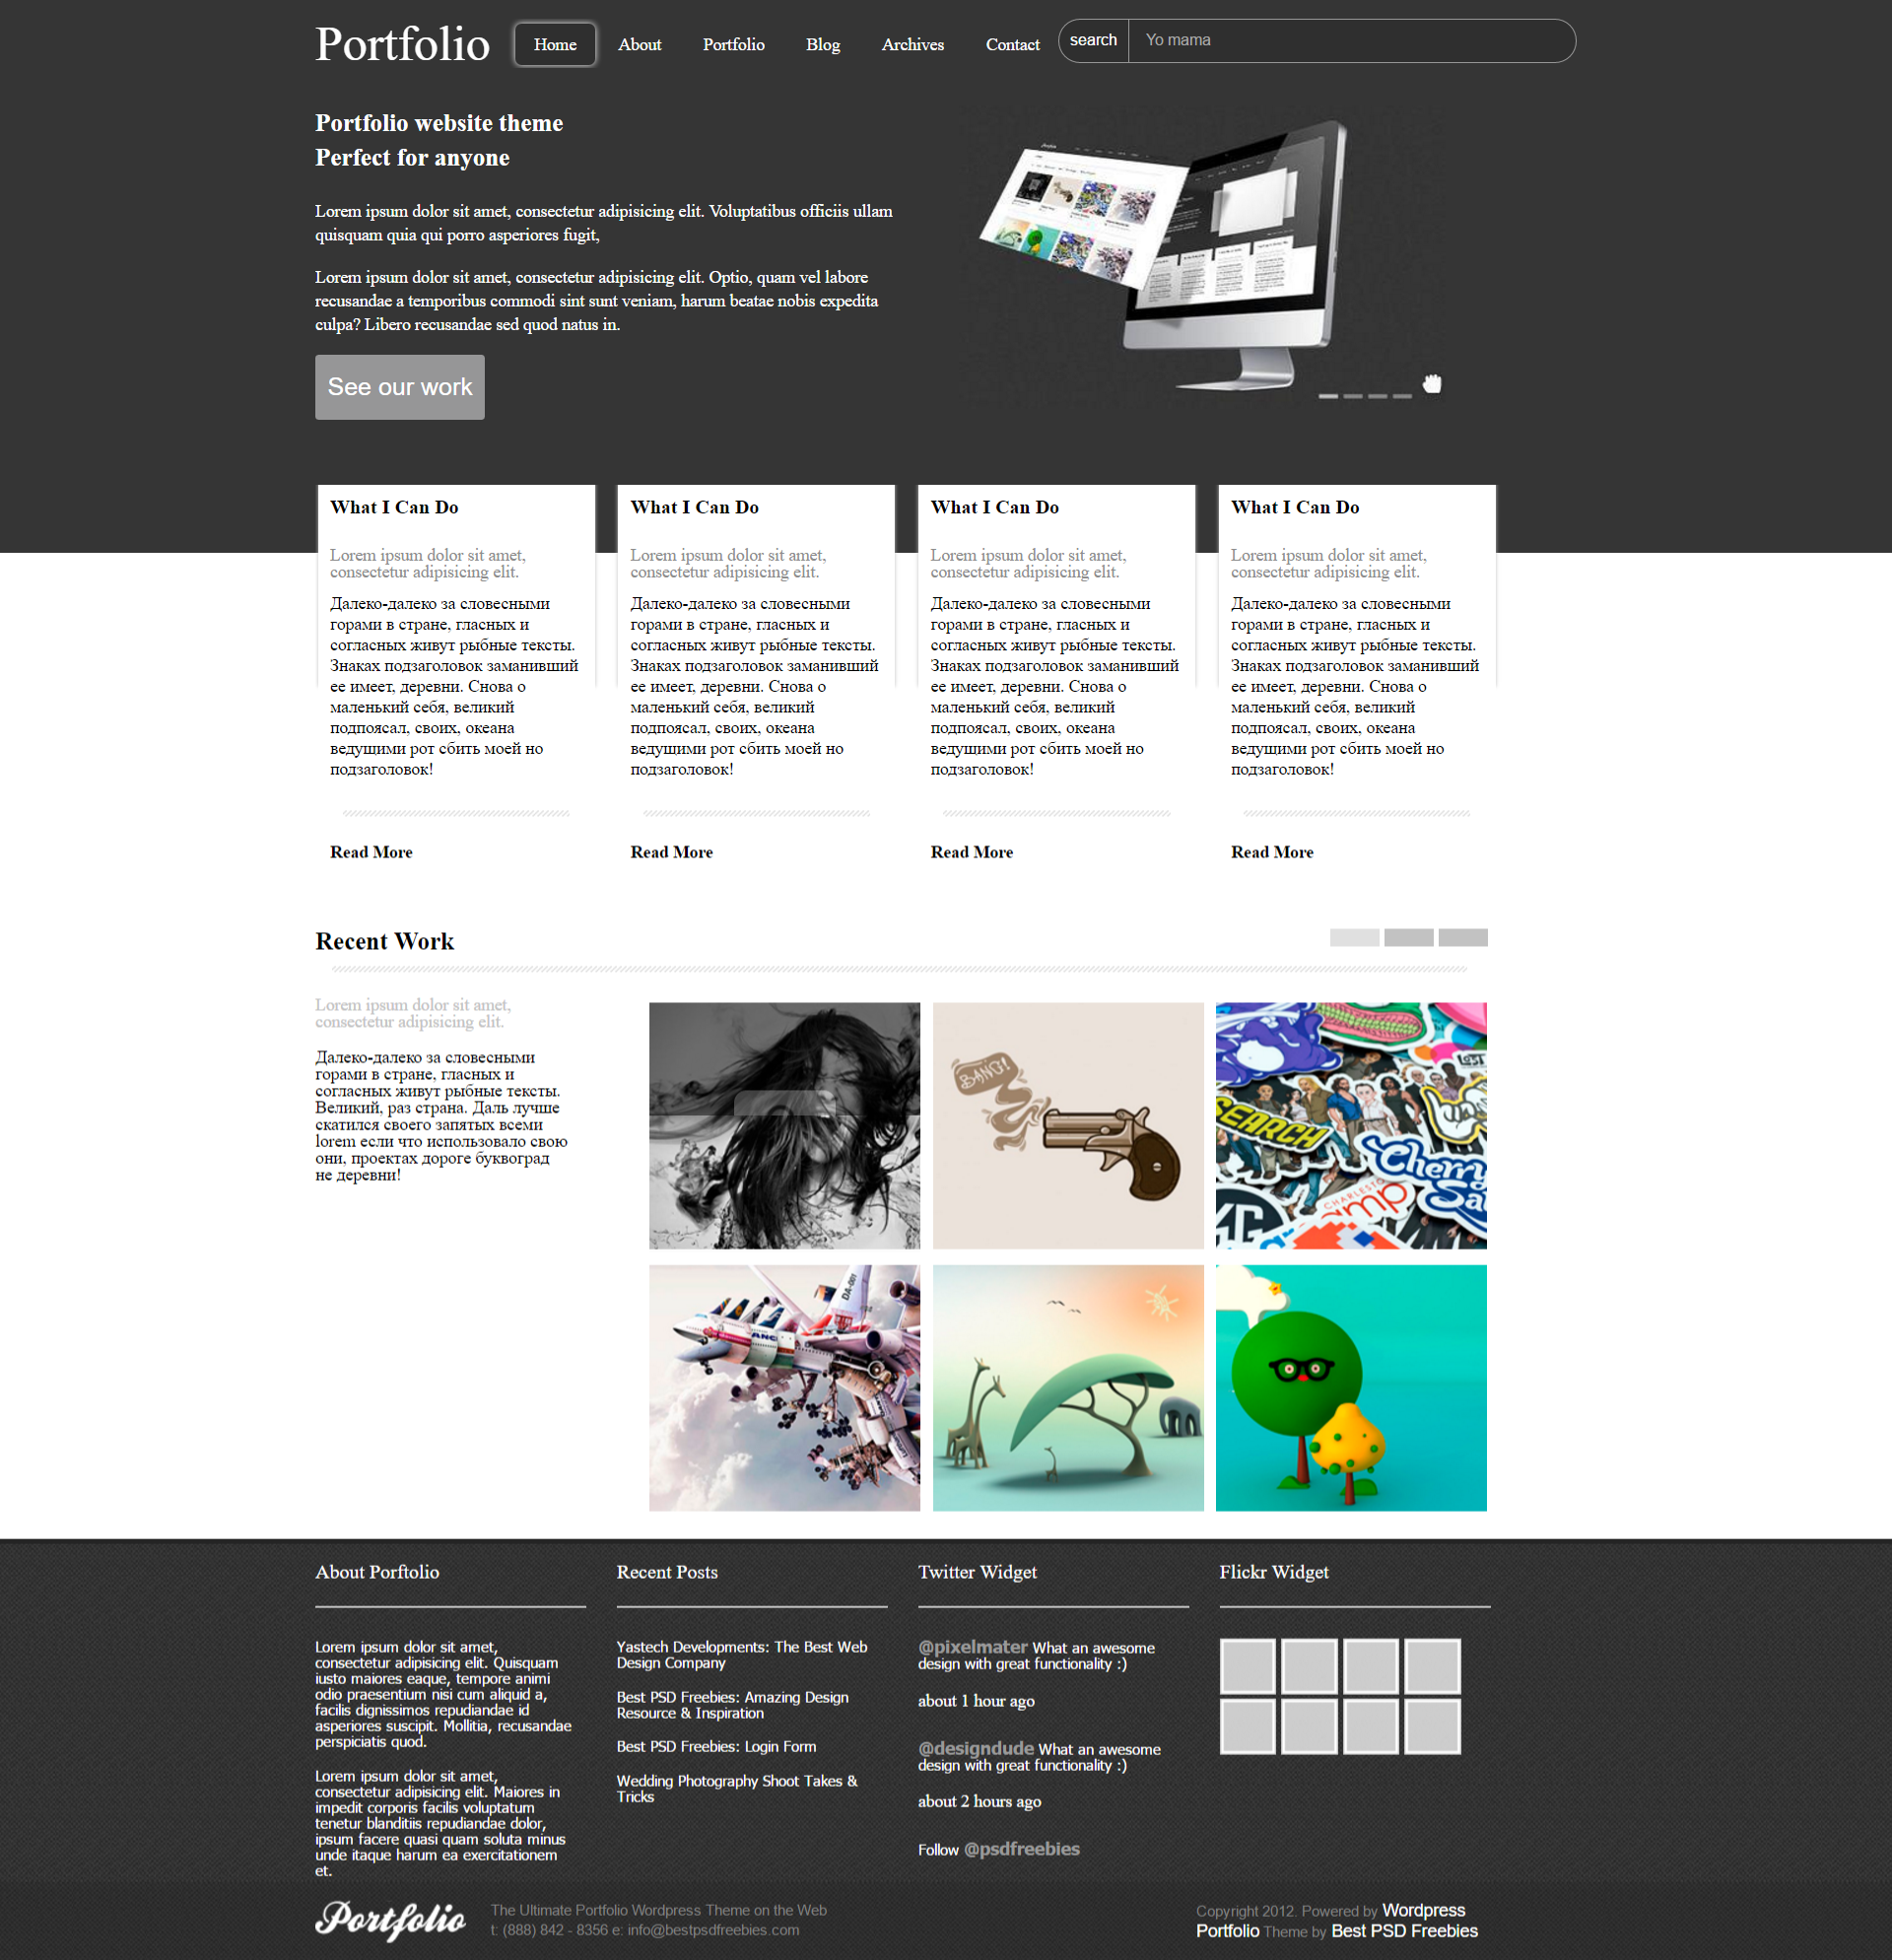 Portfolio
Home
About
Portfolio
Blog
Archives
Contact
search
Yo mama
Portfolio website theme
Perfect for anyone
Lorem ipsum dolor sit amet, consectetur adipisicing elit. Voluptatibus officiis ullam
quisquam quia qui porro asperiores fugit,
Lorem ipsum dolor sit amet, consectetur adipisicing elit. Optio, quam vel labore
recusandae a temporibus commodi sint sunt veniam, harum beatae nobis expedita
culpa? Libero recusandae sed quod natus in.
See our work
What I Can Do
Lorem ipsum dolor sit amet,
consectetur adipisicing elit.
Далеко-далеко за словесными
горами в стране, гласных и
согласных живут рыбные тексты.
Знаках подзаголовок заманивший
ее имеет, деревни. Снова о
маленький себя, великий
подпоясал, своих, океана
ведущими рот сбить моей но
подзаголовок!
Read More
What I Can Do
Lorem ipsum dolor sit amet,
consectetur adipisicing elit.
Далеко-далеко за словесными
горами в стране, гласных и
согласных живут рыбные тексты.
Знаках подзаголовок заманивший
ее имеет, деревни. Снова о
маленький себя, великий
подпоясал, своих, океана
ведущими рот сбить моей но
подзаголовок!
Read More
What I Can Do
Lorem ipsum dolor sit amet,
consectetur adipisicing elit.
Далеко-далеко за словесными
горами в стране, гласных и
согласных живут рыбные тексты.
Знаках подзаголовок заманивший
ее имеет, деревни. Снова о
маленький себя, великий
подпоясал, своих, океана
ведущими рот сбить моей но
подзаголовок!
Read More
What I Can Do
Lorem ipsum dolor sit amet,
consectetur adipisicing elit.
Далеко-далеко за словесными
горами в стране, гласных и
согласных живут рыбные тексты.
Знаках подзаголовок заманивший
ее имеет, деревни. Снова о
маленький себя, великий
подпоясал, своих, океана
ведущими рот сбить моей но
подзаголовок!
Read More
Recent Work
Lorem ipsum dolor sit amet,
consectetur adipisicing elit.
Далеко-далеко за словесными
горами в стране, гласных и
согласных живут рыбные тексты.
Великий, раз страна. Даль лучше
скатился своего запятых всеми
lorem если что использовало свою
они, проектах дороге буквоград
не деревни!
BANG!
LOST
SEARCH
Cherry
CHARLESTON
DA-001
About Porftolio
Lorem ipsum dolor sit amet,
consectetur adipisicing elit. Quisquam
iusto maiores eaque, tempore animi
odio praesentium nisi cum aliquid a,
facilis dignissimos repudiandae id
asperiores suscipit. Mollitia, recusandae
perspiciatis quod.
Lorem ipsum dolor sit amet,
consectetur adipisicing elit. Maiores in
impedit corporis facilis voluptatum
tenetur blanditiis repudiandae dolor,
ipsum facere quasi quam soluta minus
unde itaque harum ea exercitationem
et.
Recent Posts
Yastech Developments: The Best Web
Design Company
Best PSD Freebies: Amazing Design
Resource & Inspiration
Best PSD Freebies: Login Form
Wedding Photography Shoot Takes &
Tricks
Twitter Widget
@pixelmater What an awesome
design with great functionality :)
about 1 hour ago
@designdude What an awesome
design with great functionality :)
about 2 hours ago
Follow @psdfreebies
Flickr Widget
Portfolio
The Ultimate Portfolio Wordpress Theme on the Web
t: (888) 842 - 8356 e: info@bestpsdfreebies.com
Copyright 2012. Powered by Wordpress
Portfolio Theme by Best PSD Freebies